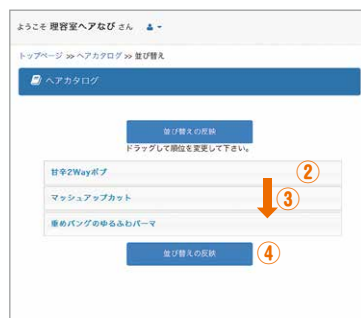 ようこそ 理容室ヘアなび さん
トップページ >> ヘアカタログ >> 並び替え
ヘアカタログ
並び替えの反映
ドラッグして順位を変更して下さい。
甘辛2Wayボブ
②
マッシュアップカット
③
重めバングのゆるふわパーマ
並び替えの反映
④